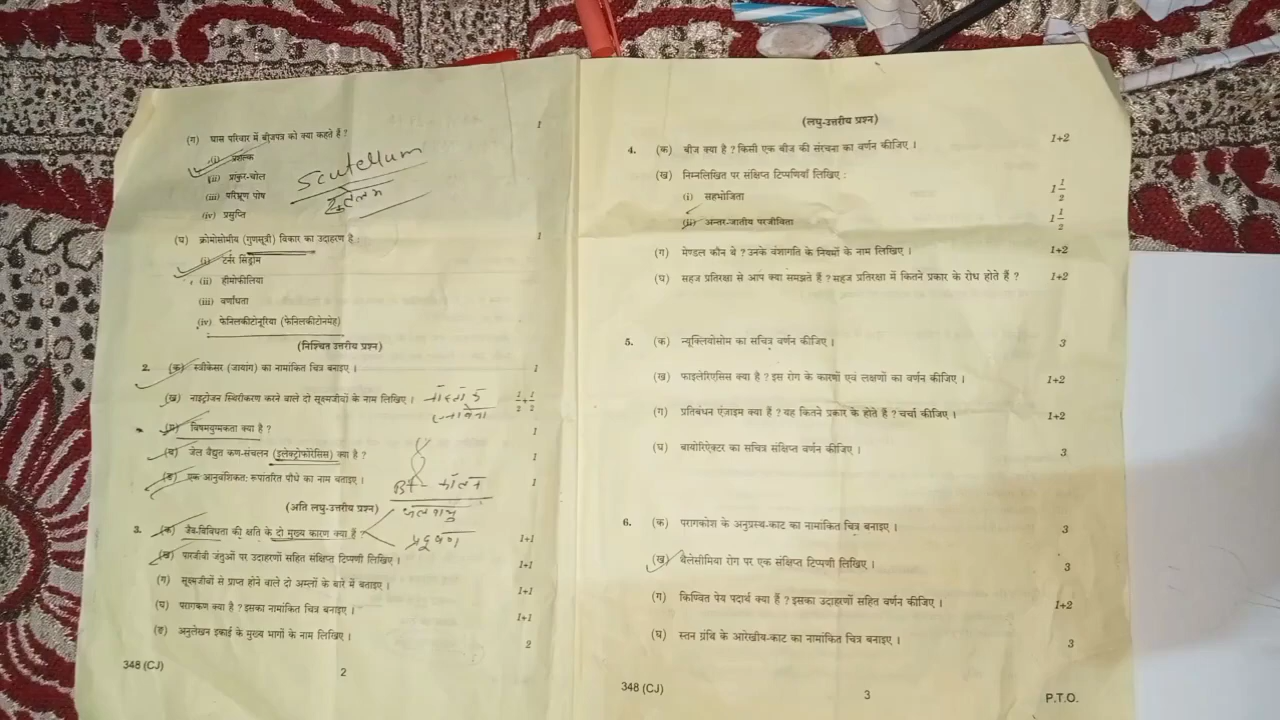 (ग) घास परिवार में बीजपत्र को क्या कहते हैं ? 1
(i) प्रशल्क
(ii) प्रांकुर-चोल
(iii) परिभ्रूण पोष
(iv) प्रसुप्ति
scutellum
(घ) क्रोमोसोमीय (गुणसूत्री) विकार का उदाहरण है : 1
(i) टर्नर सिंड्रोम
(ii) हीमोफीलिया
(iii) वर्णांधता
(iv) फेनिलकीटोनूरिया (फेनिलकीटोनमेह)
(निश्चित उत्तरीय प्रश्न)
2. (क) स्त्रीकेसर (जायांग) का नामांकित चित्र बनाइए । 1
(ख) नाइट्रोजन स्थिरीकरण करने वाले दो सूक्ष्मजीवों के नाम लिखिए । 1/2+1/2
(ग) विषमयुग्मकता क्या है ? 1
(घ) जेल वैद्युत कण-संचलन (इलेक्ट्रोफोरेसिस) क्या है ? 1
(ङ) एक आनुवंशिकत: रूपांतरित पौधे का नाम बताइए । 1
Bt
(अति लघु-उत्तरीय प्रश्न)
3. (क) जैव-विविधता की क्षति के दो मुख्य कारण क्या हैं ? 1+1
जलवायु
प्रदूषण
(ख) परजीवी जंतुओं पर उदाहरणों सहित संक्षिप्त टिप्पणी लिखिए । 1+1
(ग) सूक्ष्मजीवों से प्राप्त होने वाले दो अम्लों के बारे में बताइए । 1+1
(घ) परागकण क्या है ? इसका नामांकित चित्र बनाइए । 1+1
(ङ) अनुलेखन इकाई के मुख्य भागों के नाम लिखिए । 2
348 (CJ) 2
(लघु-उत्तरीय प्रश्न)
4. (क) बीज क्या है ? किसी एक बीज की संरचना का वर्णन कीजिए । 1+2
(ख) निम्नलिखित पर संक्षिप्त टिप्पणियाँ लिखिए :
(i) सहभोजिता 1 1/2
(ii) अन्तर-जातीय परजीविता 1 1/2
(ग) मेण्डल कौन थे ? उनके वंशागति के नियमों के नाम लिखिए । 1+2
(घ) सहज प्रतिरक्षा से आप क्या समझते हैं ? सहज प्रतिरक्षा में कितने प्रकार के रोध होते हैं ? 1+2
5. (क) न्यूक्लियोसोम का सचित्र वर्णन कीजिए । 3
(ख) फाइलेरिएसिस क्या है ? इस रोग के कारणों एवं लक्षणों का वर्णन कीजिए । 1+2
(ग) प्रतिबंधन एंजाइम क्या हैं ? यह कितने प्रकार के होते हैं ? चर्चा कीजिए । 1+2
(घ) बायोरिऐक्टर का सचित्र संक्षिप्त वर्णन कीजिए । 3
6. (क) परागकोश के अनुप्रस्थ-काट का नामांकित चित्र बनाइए । 3
(ख) थैलेसीमिया रोग पर एक संक्षिप्त टिप्पणी लिखिए । 3
(ग) किण्वित पेय पदार्थ क्या हैं ? इसका उदाहरणों सहित वर्णन कीजिए । 1+2
(घ) स्तन ग्रंथि के आरेखीय-काट का नामांकित चित्र बनाइए । 3
348 (CJ) 3 P.T.O.